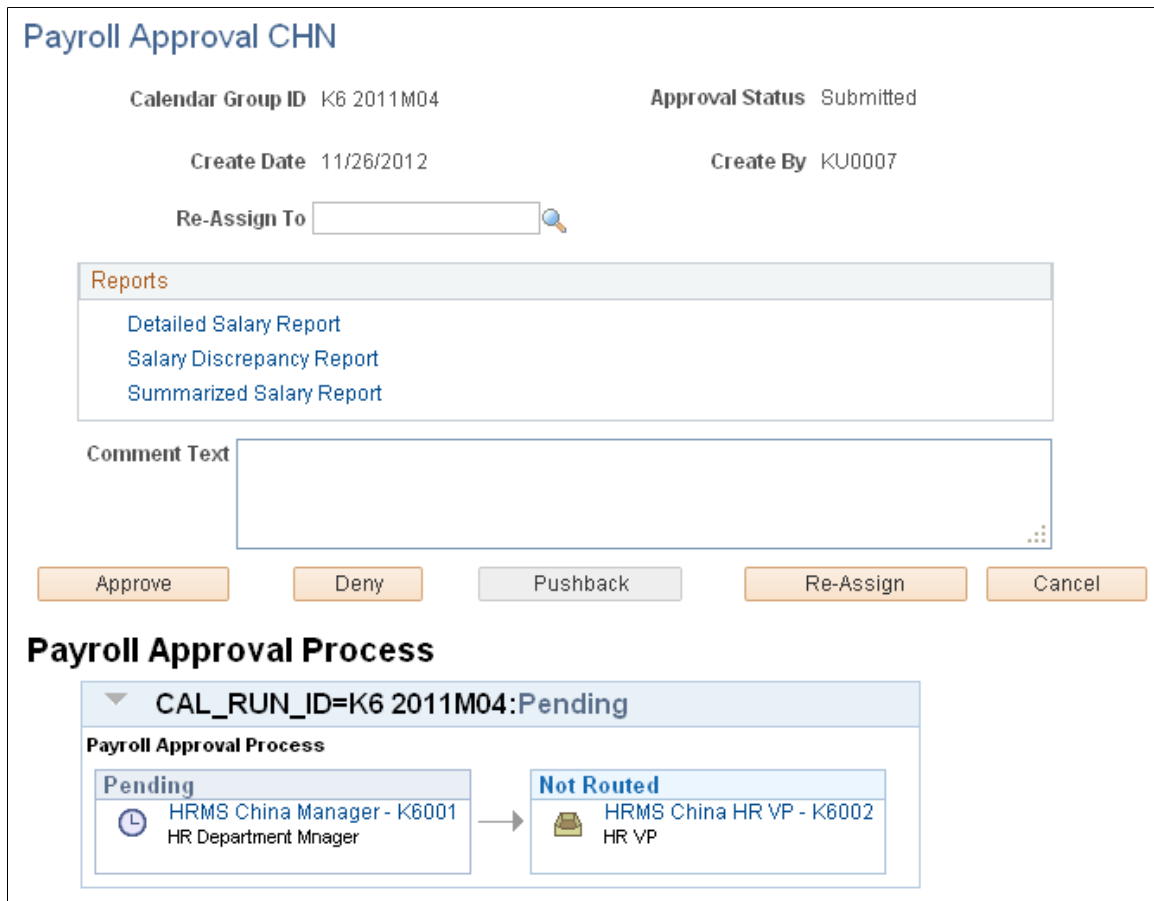 Payroll Approval CHN
Calendar Group ID K6 2011M04 Approval Status Submitted
Create Date 11/26/2012 Create By KU0007
Re-Assign To
Reports
Detailed Salary Report
Salary Discrepancy Report
Summarized Salary Report
Comment Text
Approve Deny Pushback Re-Assign Cancel
Payroll Approval Process
CAL_RUN_ID=K6 2011M04:Pending
Payroll Approval Process
Pending Not Routed
HRMS China Manager - K6001 HRMS China HR VP - K6002
HR Department Mnager HR VP